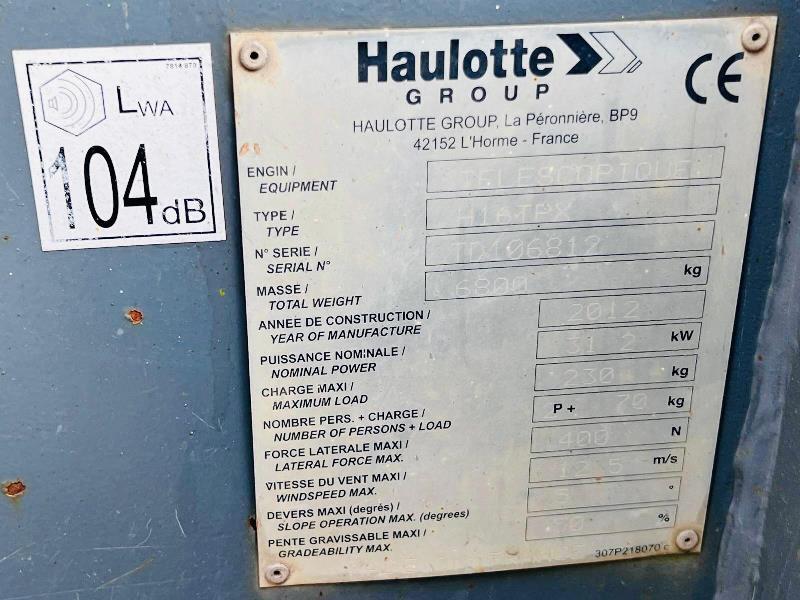 7814 870
LWA
104 dB
Haulotte
GROUP
CE
HAULOTTE GROUP, La Péronnière, BP9
42152 L'Horme - France
ENGIN / TELESCOPIQUE
EQUIPMENT
TYPE / H16TPX
TYPE
N° SERIE / TD406812
SERIAL N°
MASSE / 6800 kg
TOTAL WEIGHT
ANNEE DE CONSTRUCTION / 2012
YEAR OF MANUFACTURE
PUISSANCE NOMINALE / 31.2 kW
NOMINAL POWER
CHARGE MAXI / 230 kg
MAXIMUM LOAD
NOMBRE PERS. + CHARGE / P + 70 kg
NUMBER OF PERSONS + LOAD
FORCE LATERALE MAXI / 400 N
LATERAL FORCE MAX.
VITESSE DU VENT MAXI / 12.5 m/s
WINDSPEED MAX.
DEVERS MAXI (degrés) / 5 °
SLOPE OPERATION MAX. (degrees)
PENTE GRAVISSABLE MAXI / %
GRADEABILITY MAX.
307P218070 c